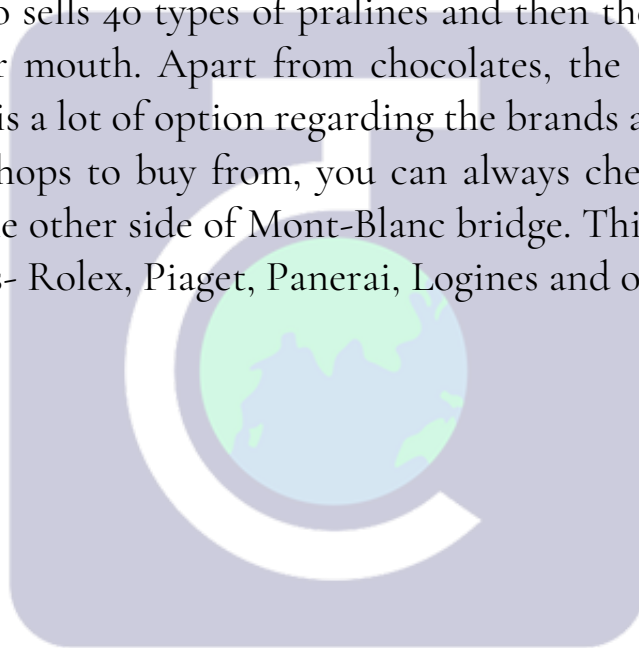 o sells 40 types of pralines and then the
r mouth. Apart from chocolates, the
is a lot of option regarding the brands a
hops to buy from, you can always che
e other side of Mont-Blanc bridge. Thi
s- Rolex, Piaget, Panerai, Logines and o